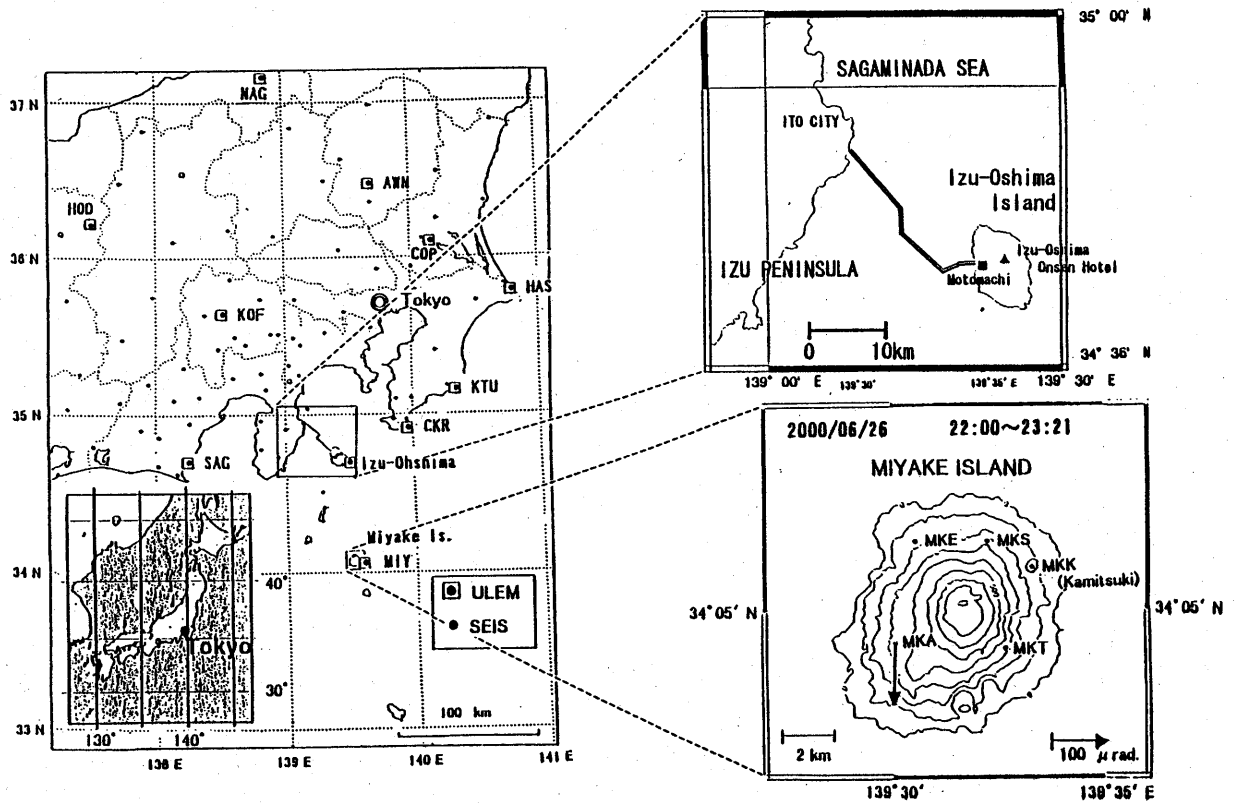 37 N
36 N
35 N
34 N
33 N
NAG
AWN
HOD
COP
HAS
KOF
Tokyo
KTU
CKR
SAG
Izu-Ohshima
Miyake Is.
MIY
ULEM
SEIS
100 km
138 E
139 E
140 E
141 E
Tokyo
40°
30°
130°
140°
35° 00' N
SAGAMINADA SEA
ITO CITY
Izu-Oshima
Island
IZU PENINSULA
Izu-Oshima
Onsen Hotel
Motomachi
0
10km
34° 36' N
139° 00' E
139° 30' E
2000/06/26
22:00～23:21
MIYAKE ISLAND
MKE
MKS
MKK
(Kamitsuki)
34° 05' N
34° 05' N
MKA
MKT
2 km
100 μ rad.
139° 30'
139° 35' E